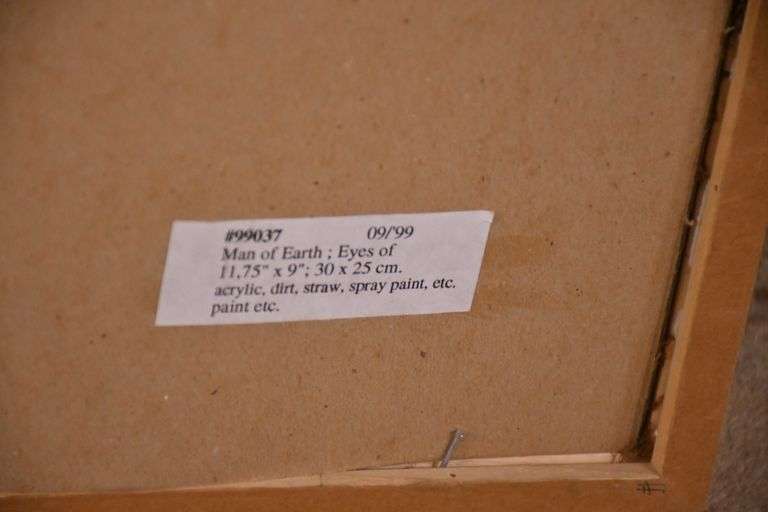 #99037 09/'99
Man of Earth ; Eyes of
11,75" x 9"; 30 x 25 cm.
acrylic, dirt, straw, spray paint, etc.
paint etc.